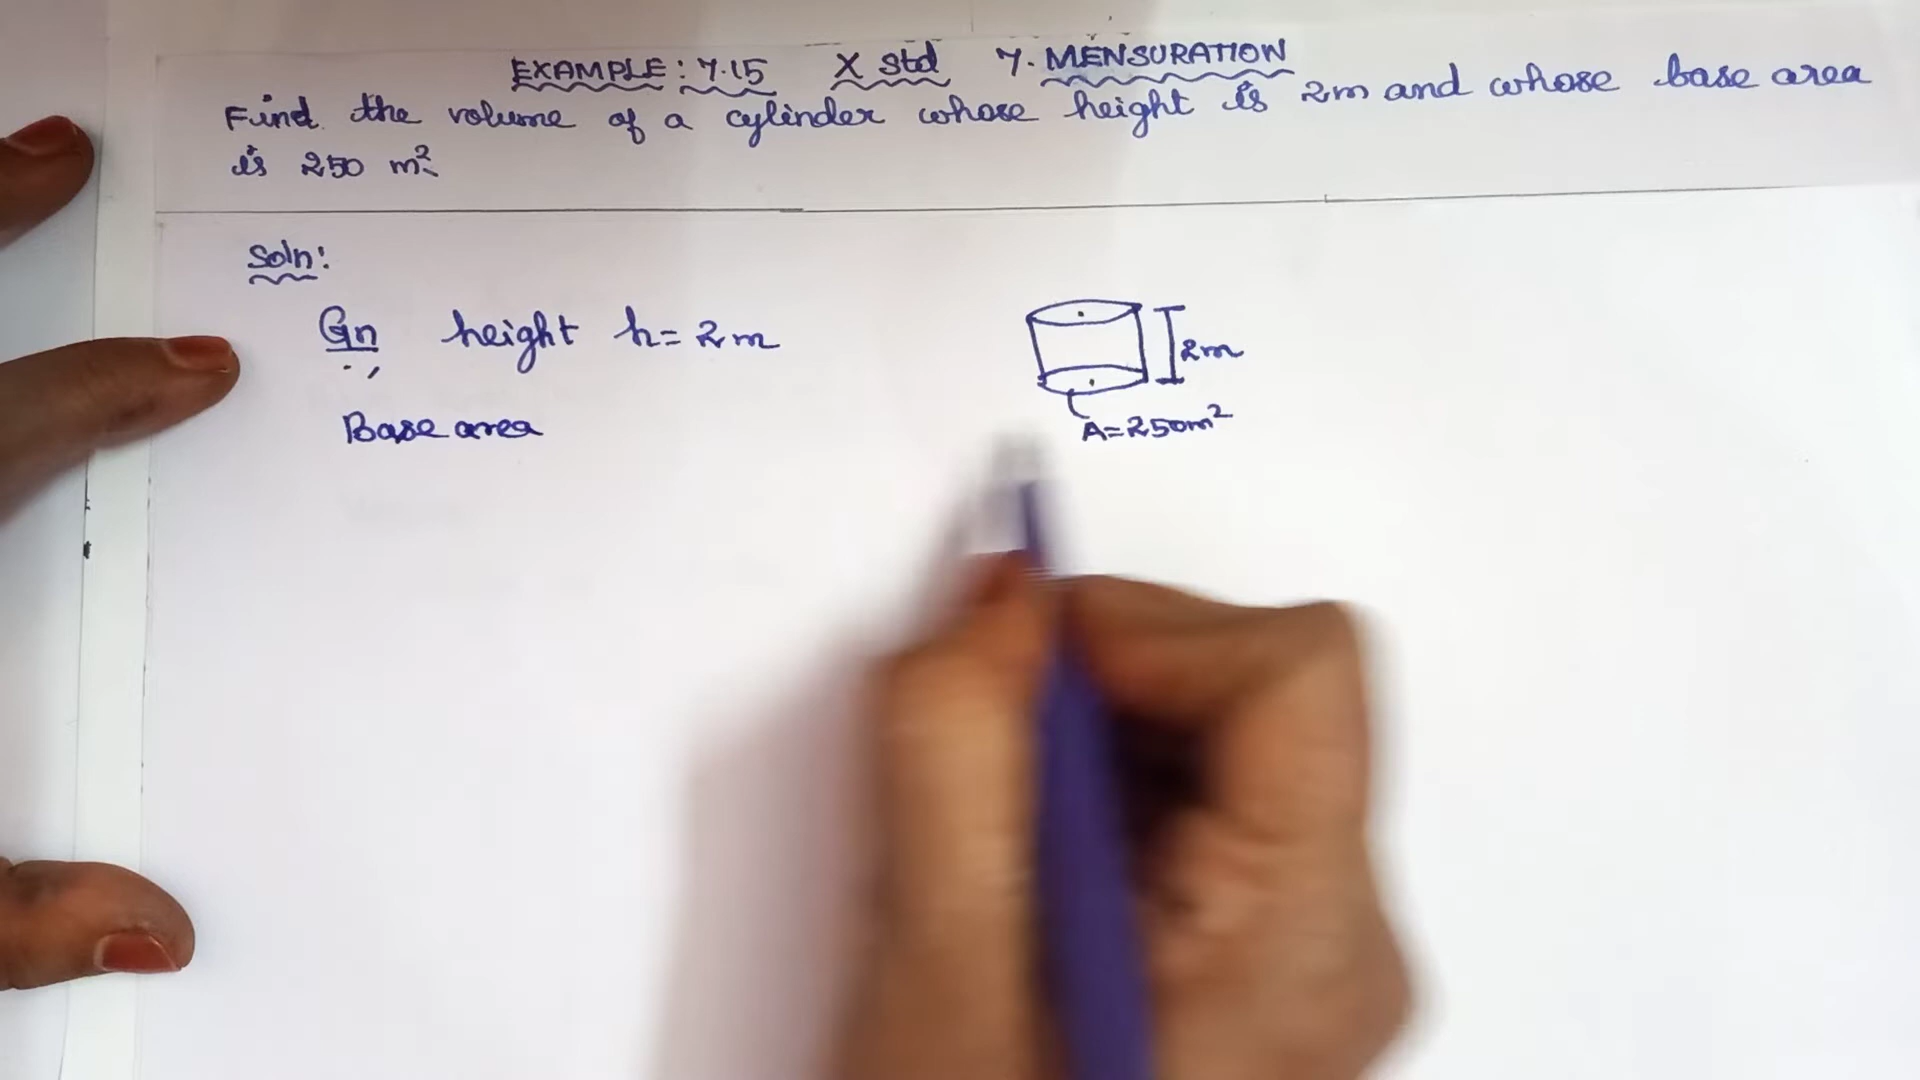 EXAMPLE: 7.15 X Std 7. MENSURATION
Find the volume of a cylinder whose height is 2m and whose base area
is 250 m².
Soln:
Gn height h = 2m
2m
Base area
A=250m²